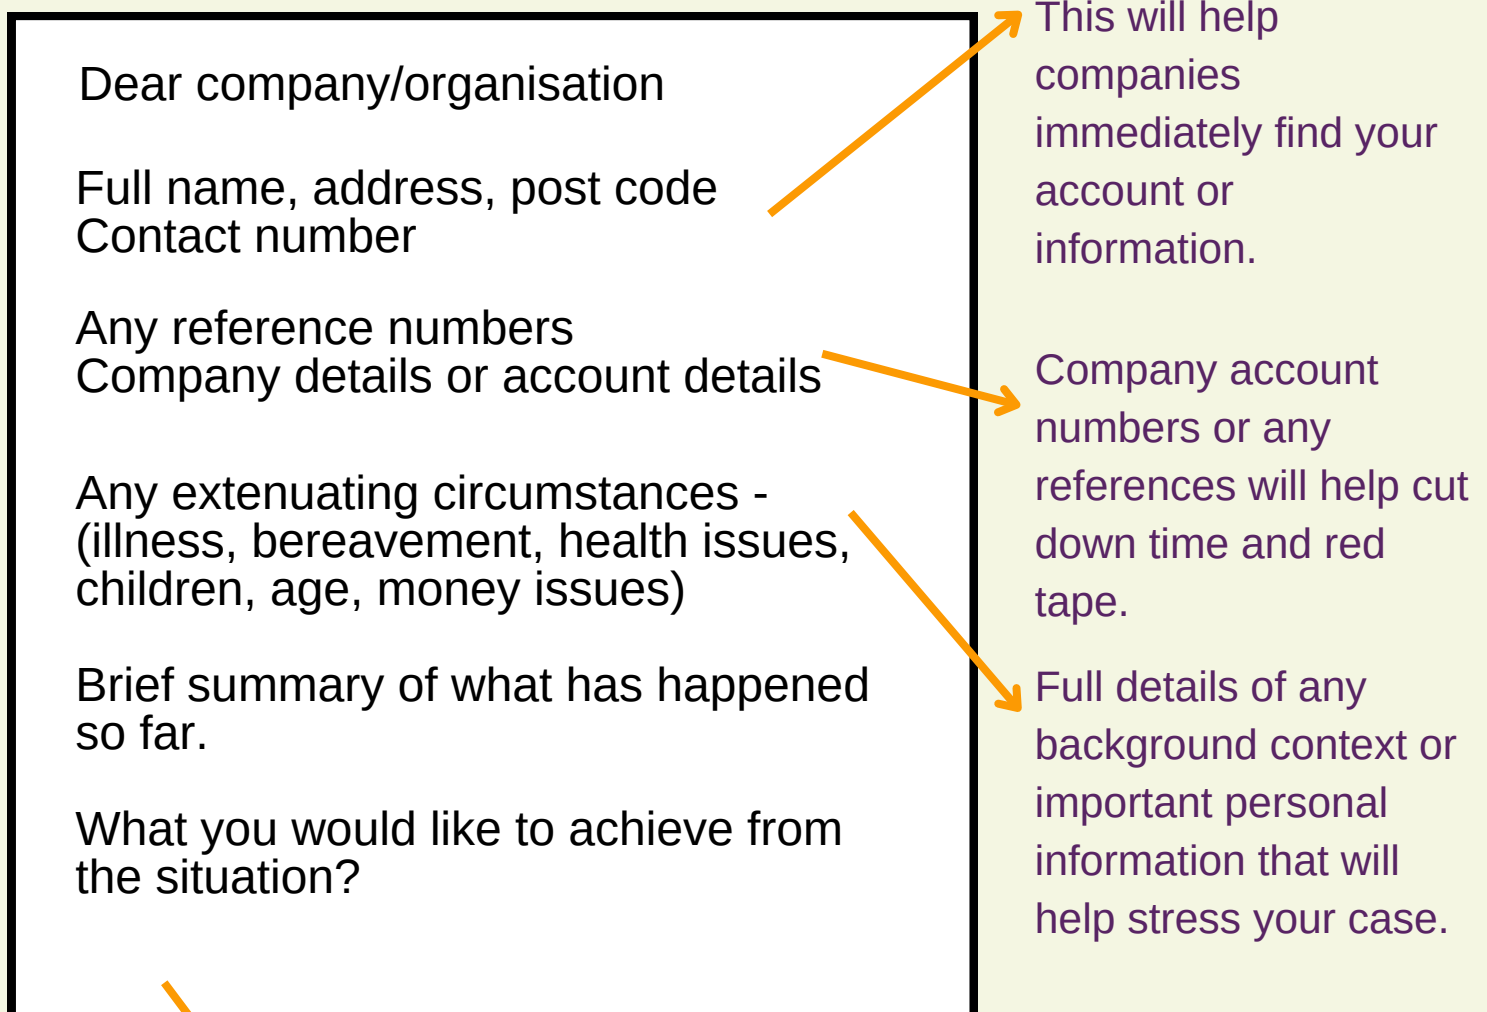 Dear company/organisation
Full name, address, post code
Contact number
Any reference numbers
Company details or account details
Any extenuating circumstances -
(illness, bereavement, health issues,
children, age, money issues)
Brief summary of what has happened
so far.
What you would like to achieve from
the situation?
This will help
companies
immediately find your
account or
information.
Company account
numbers or any
references will help cut
down time and red
tape.
Full details of any
background context or
important personal
information that will
help stress your case.